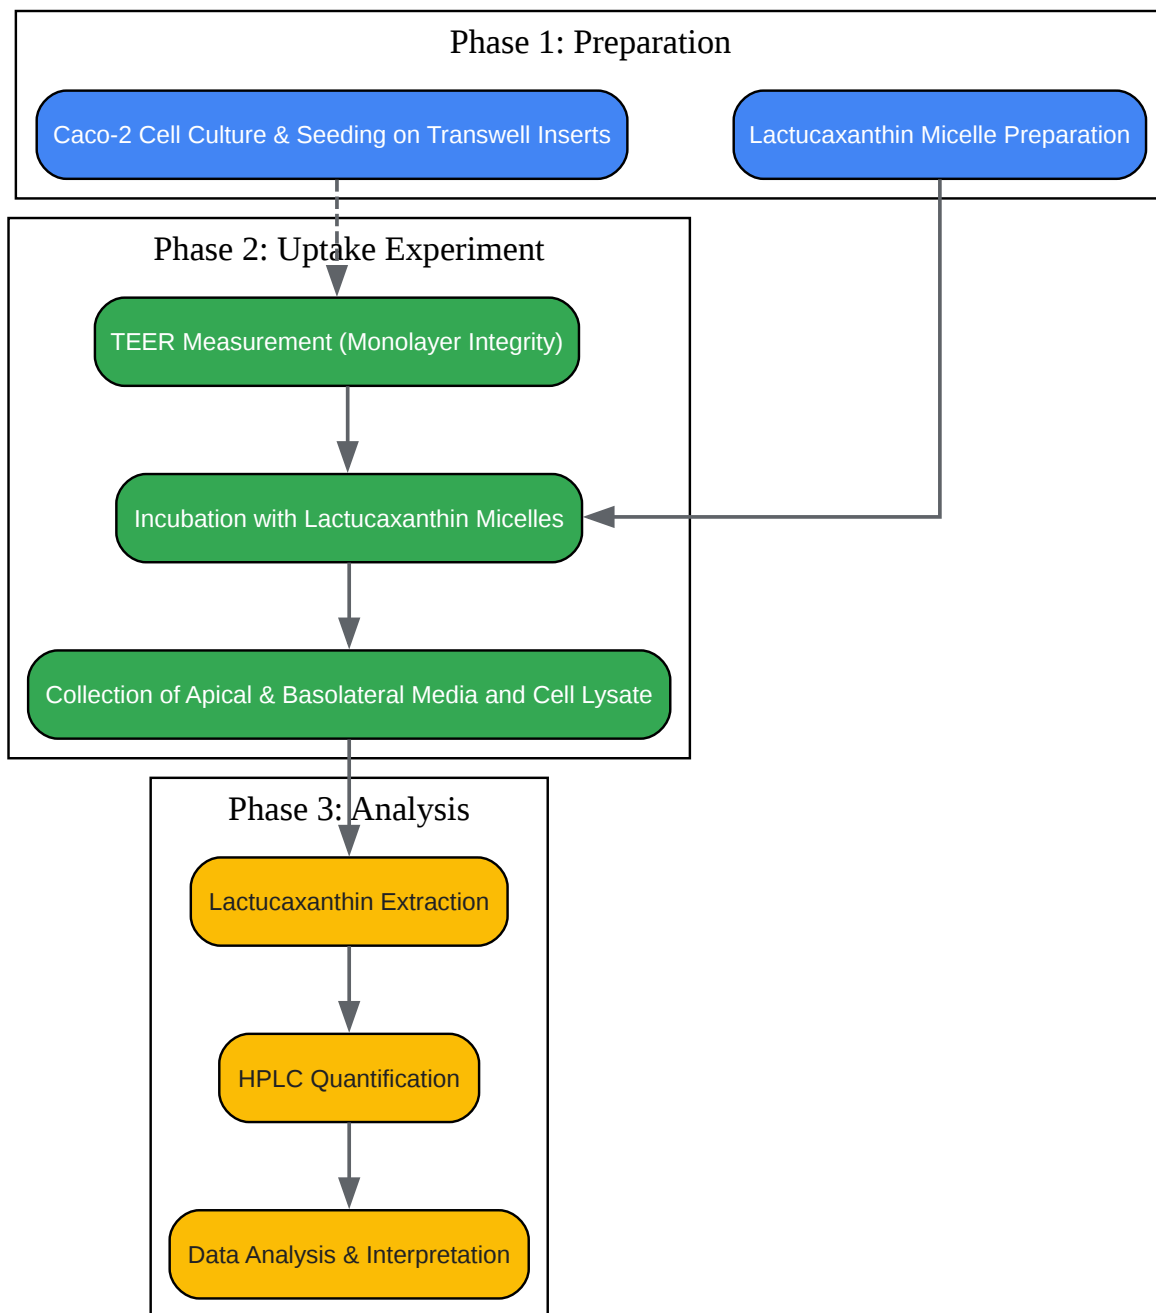 Phase 1: Preparation
Caco-2 Cell Culture & Seeding on Transwell Inserts
Lactucaxanthin Micelle Preparation
Phase 2: Uptake Experiment
TEER Measurement (Monolayer Integrity)
Incubation with Lactucaxanthin Micelles
Collection of Apical & Basolateral Media and Cell Lysate
Phase 3: Analysis
Lactucaxanthin Extraction
HPLC Quantification
Data Analysis & Interpretation